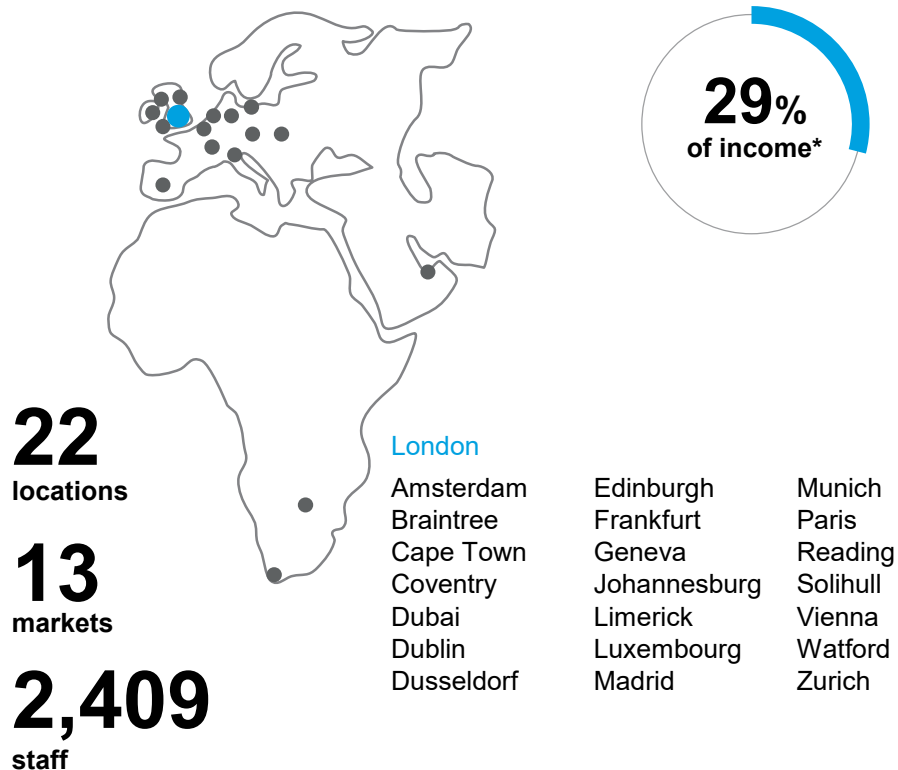 29%
of income*
22
locations
13
markets
2,409
staff
London
Amsterdam
Braintree
Cape Town
Coventry
Dubai
Dublin
Dusseldorf
Edinburgh
Frankfurt
Geneva
Johannesburg
Limerick
Luxembourg
Madrid
Munich
Paris
Reading
Solihull
Vienna
Watford
Zurich